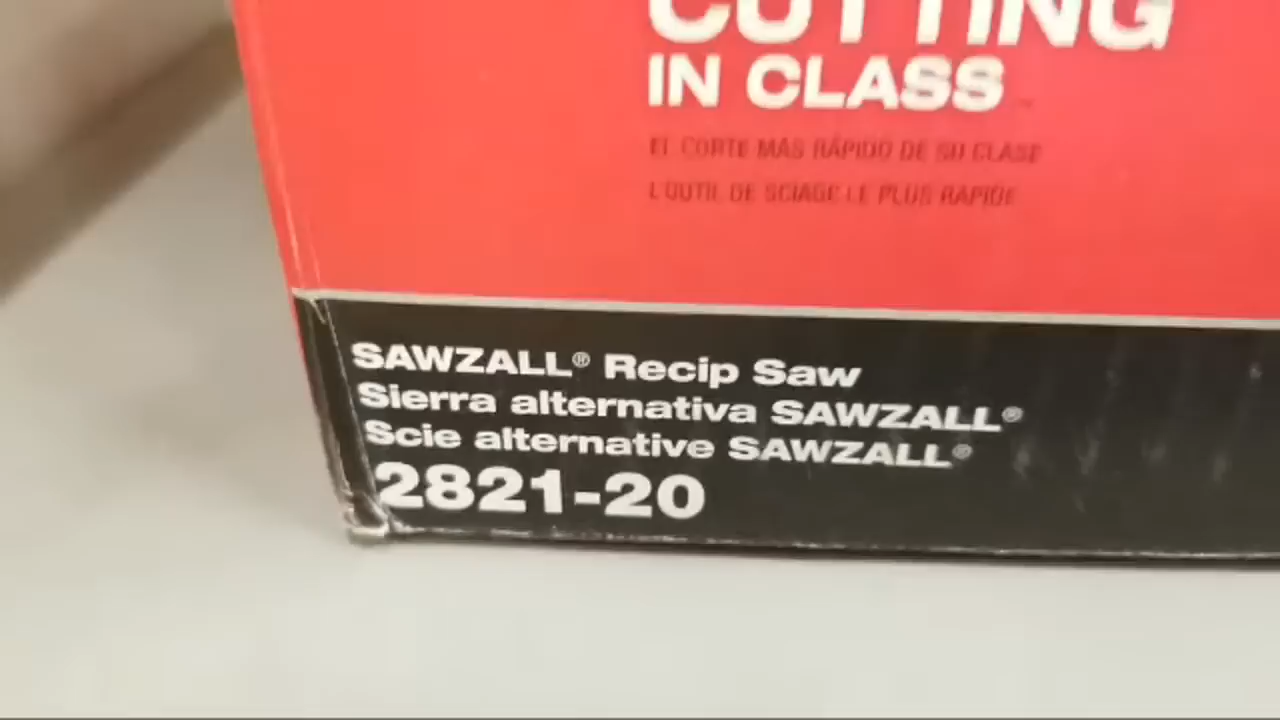 CUTTING
IN CLASS
EL CORTE MÁS RÁPIDO DE SU CLASE
L'OUTIL DE SCIAGE LE PLUS RAPIDE
SAWZALL® Recip Saw
Sierra alternativa SAWZALL®
Scie alternative SAWZALL®
2821-20